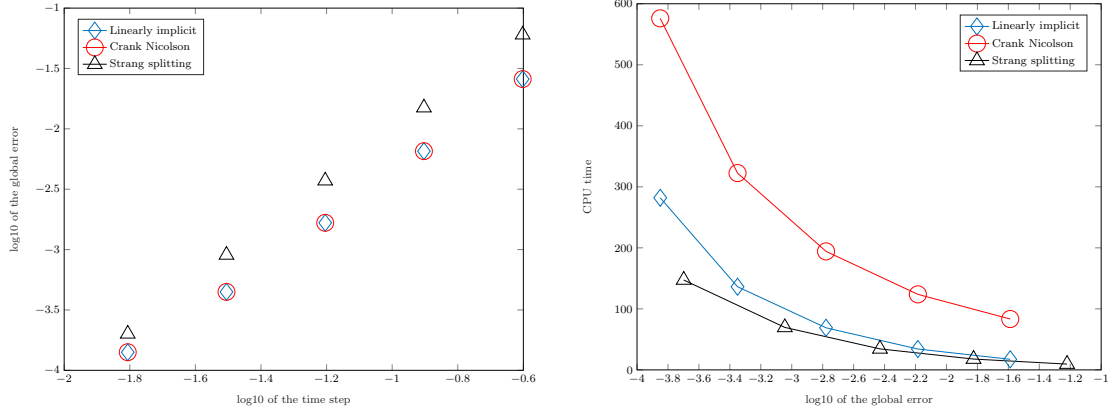 −1
−1.5
−2
−2.5
−3
−3.5
−4
log10 of the global error
Linearly implicit
Crank Nicolson
Strang splitting
−2 −1.8 −1.6 −1.4 −1.2 −1 −0.8 −0.6
log10 of the time step
600
500
400
300
200
100
0
CPU time
Linearly implicit
Crank Nicolson
Strang splitting
−4 −3.8 −3.6 −3.4 −3.2 −3 −2.8 −2.6 −2.4 −2.2 −2 −1.8 −1.6 −1.4 −1.2 −1
log10 of the global error